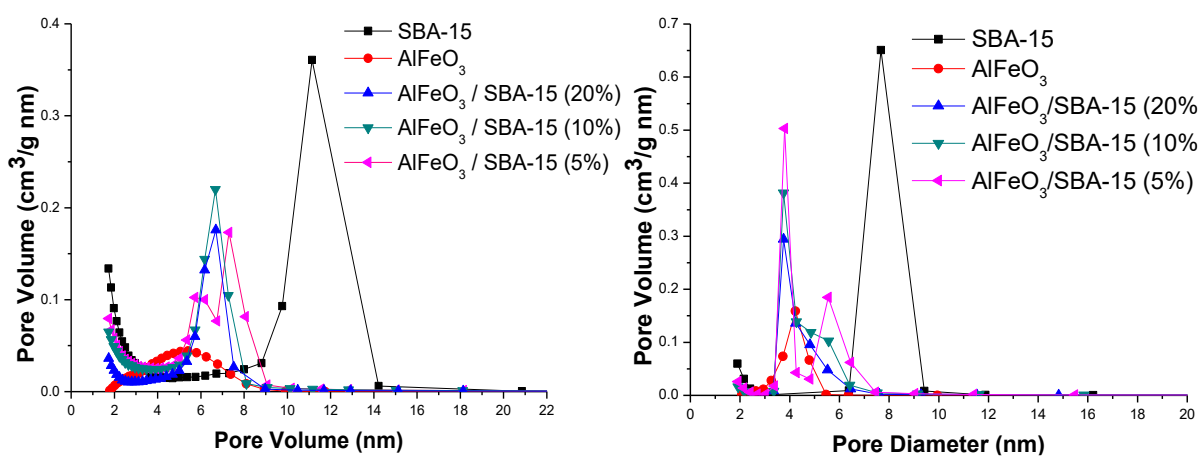 0.4
0.3
0.2
0.1
0.0
Pore Volume (cm³/g nm)
SBA-15
AlFeO₃
AlFeO₃ / SBA-15 (20%)
AlFeO₃ / SBA-15 (10%)
AlFeO₃ / SBA-15 (5%)
0 2 4 6 8 10 12 14 16 18 20 22
Pore Volume (nm)
0.7
0.6
0.5
0.4
0.3
0.2
0.1
0.0
Pore Volume (cm³/g nm)
SBA-15
AlFeO₃
AlFeO₃/SBA-15 (20%
AlFeO₃/SBA-15 (10%
AlFeO₃/SBA-15 (5%)
0 2 4 6 8 10 12 14 16 18 20
Pore Diameter (nm)